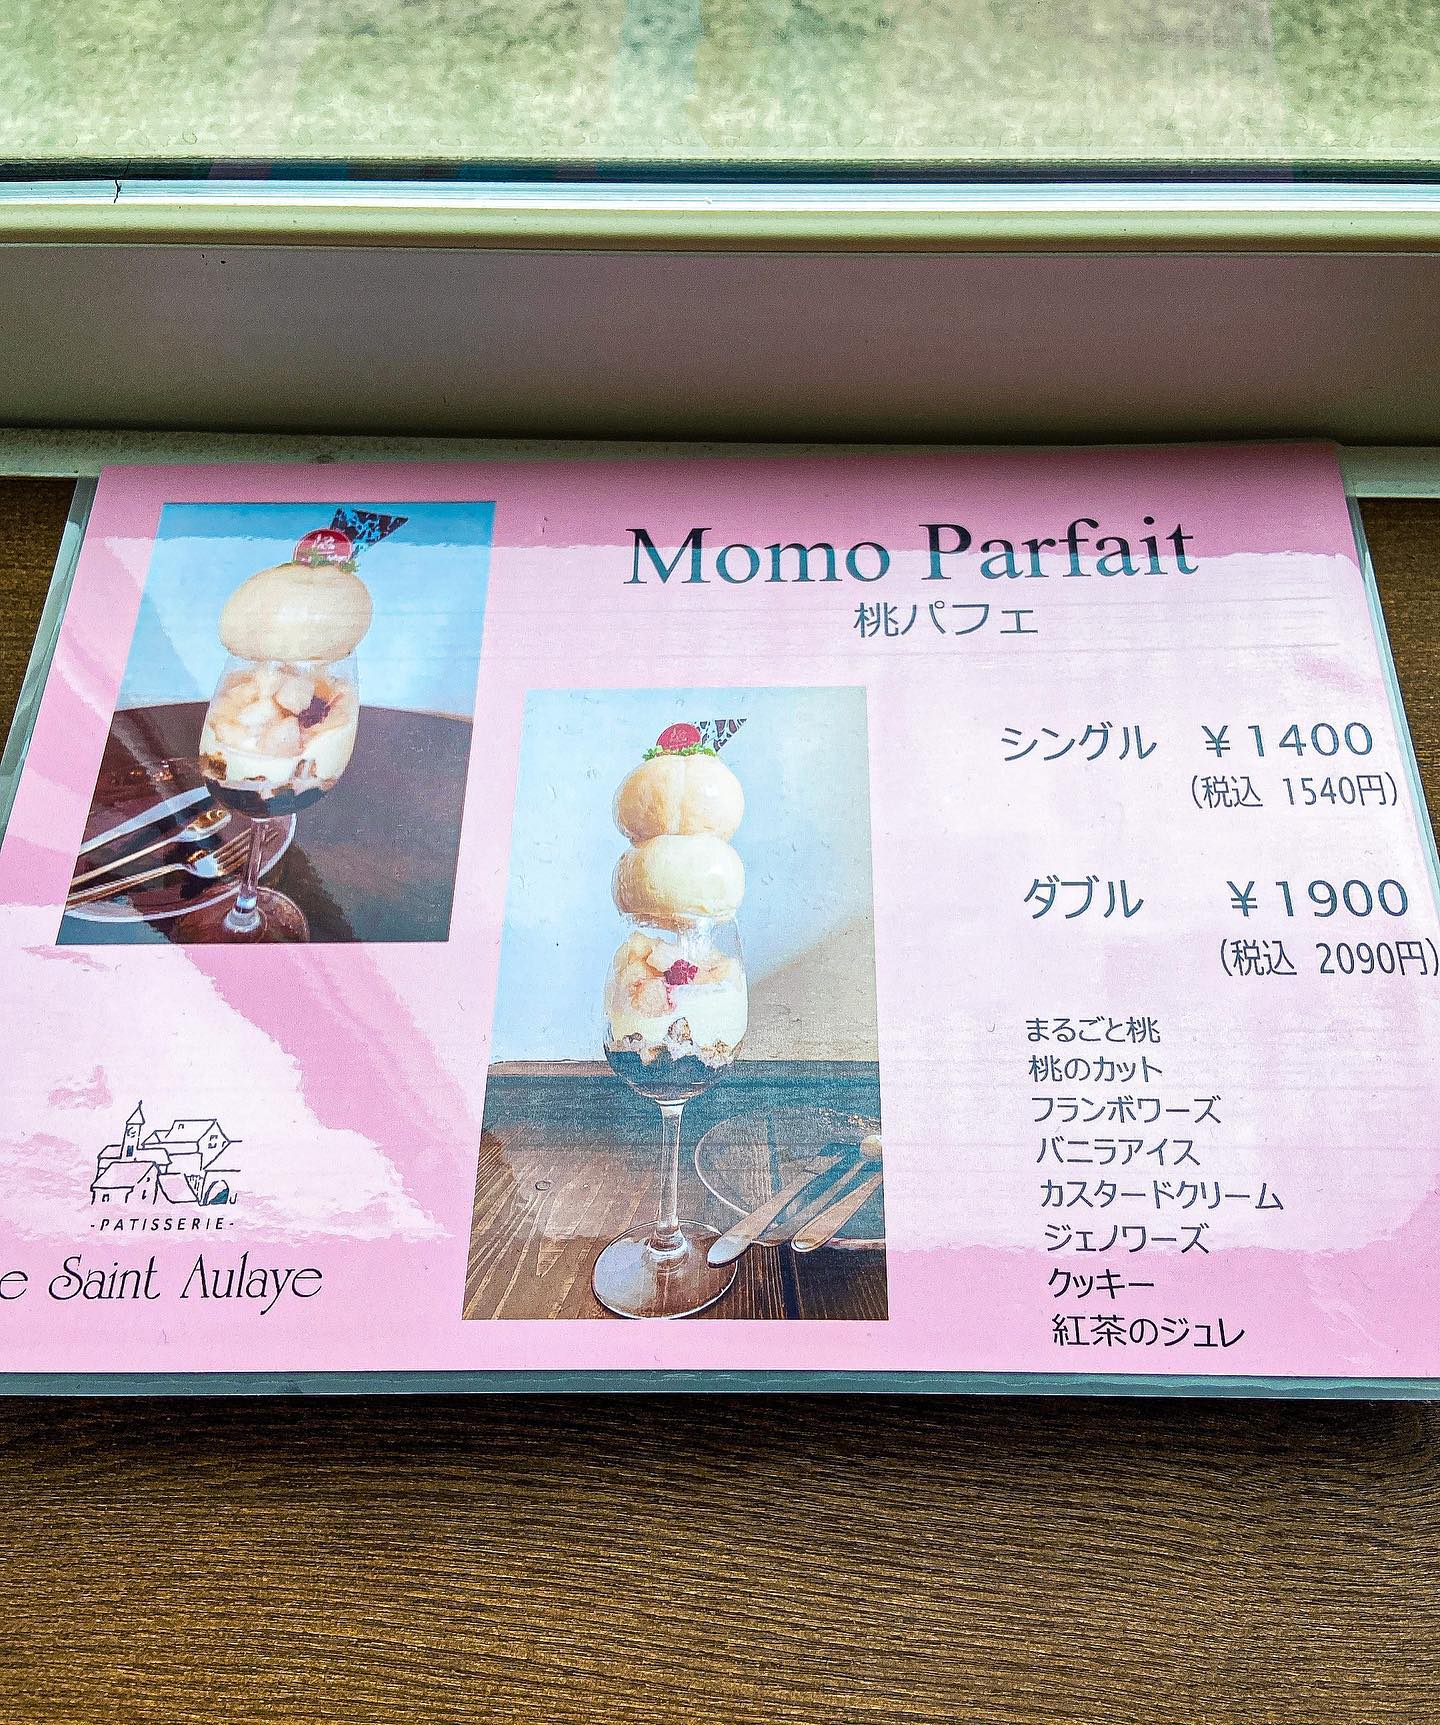 Momo Parfait
桃パフェ
シングル ￥1400
(税込 1540円)
ダブル ￥1900
(税込 2090円)
まるごと桃
桃のカット
フランボワーズ
バニラアイス
カスタードクリーム
ジェノワーズ
クッキー
紅茶のジュレ
-PATISSERIE-
e Saint Aulaye